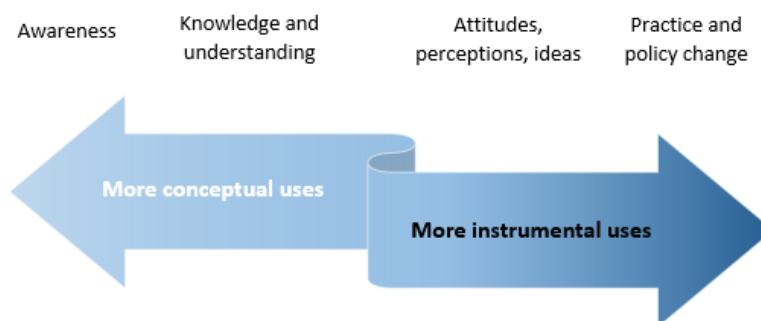 Awareness
Knowledge and
understanding
Attitudes,
perceptions, ideas
Practice and
policy change
More conceptual uses
More instrumental uses